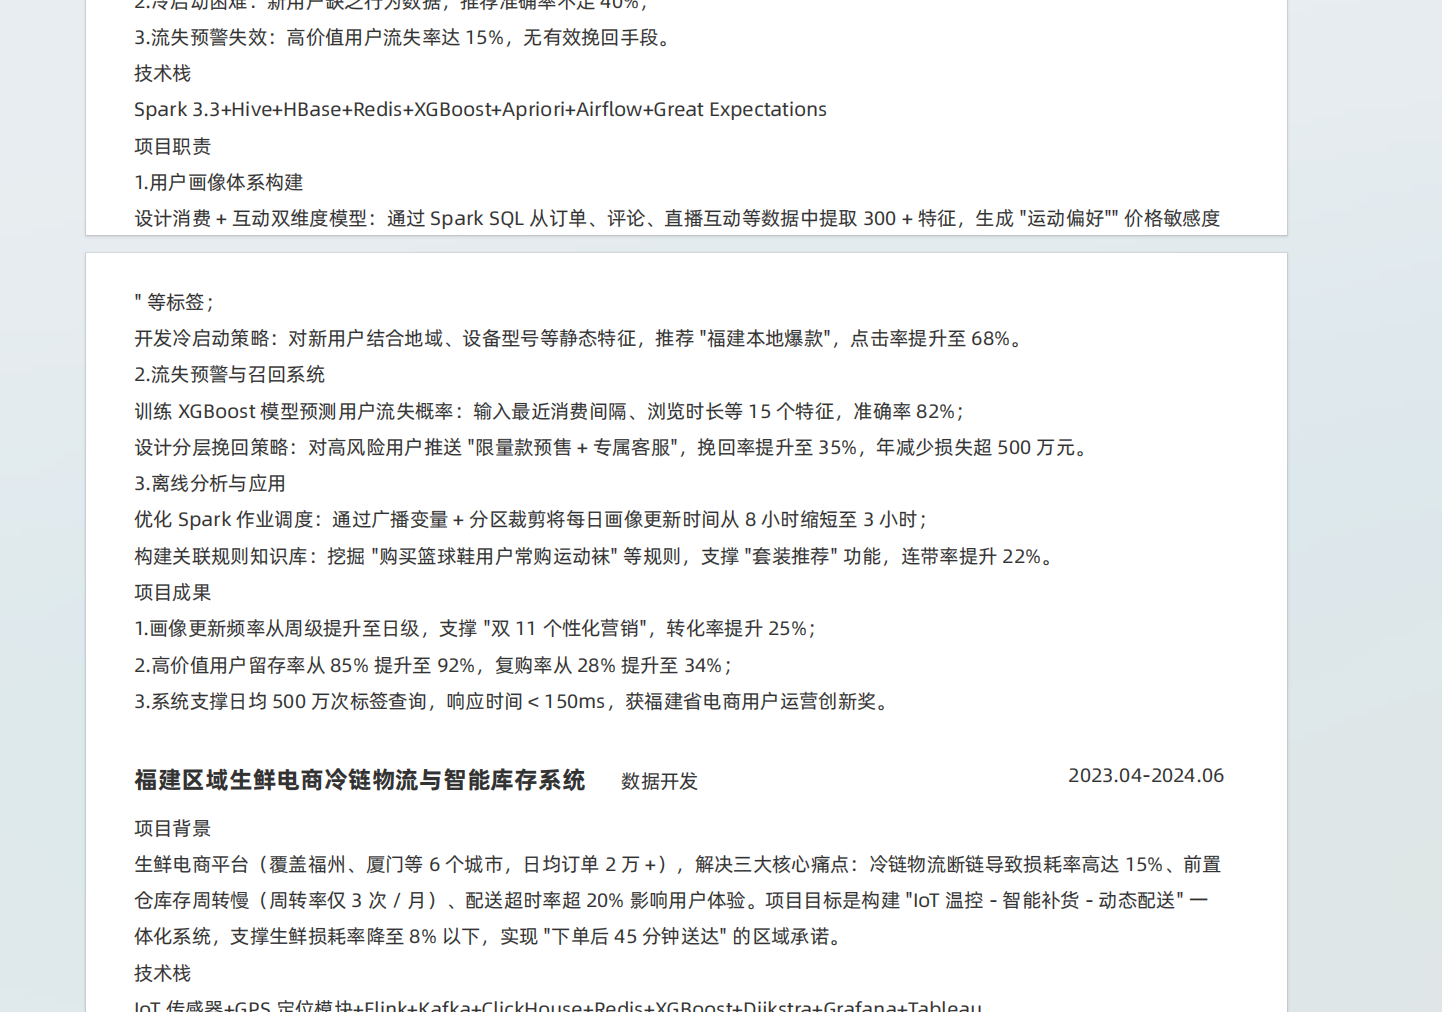 2.冷启动困难：新用户缺乏行为数据，推荐准确率不足 40%；
3.流失预警失效：高价值用户流失率达 15%，无有效挽回手段。
技术栈
Spark 3.3+Hive+HBase+Redis+XGBoost+Apriori+Airflow+Great Expectations
项目职责
1.用户画像体系构建
设计消费 + 互动双维度模型：通过 Spark SQL 从订单、评论、直播互动等数据中提取 300 + 特征，生成 "运动偏好"" 价格敏感度
" 等标签；
开发冷启动策略：对新用户结合地域、设备型号等静态特征，推荐 "福建本地爆款"，点击率提升至 68%。
2.流失预警与召回系统
训练 XGBoost 模型预测用户流失概率：输入最近消费间隔、浏览时长等 15 个特征，准确率 82%；
设计分层挽回策略：对高风险用户推送 "限量款预售 + 专属客服"，挽回率提升至 35%，年减少损失超 500 万元。
3.离线分析与应用
优化 Spark 作业调度：通过广播变量 + 分区裁剪将每日画像更新时间从 8 小时缩短至 3 小时；
构建关联规则知识库：挖掘 "购买篮球鞋用户常购运动袜" 等规则，支撑 "套装推荐" 功能，连带率提升 22%。
项目成果
1.画像更新频率从周级提升至日级，支撑 "双 11 个性化营销"，转化率提升 25%；
2.高价值用户留存率从 85% 提升至 92%，复购率从 28% 提升至 34%；
3.系统支撑日均 500 万次标签查询，响应时间 < 150ms，获福建省电商用户运营创新奖。
福建区域生鲜电商冷链物流与智能库存系统 数据开发 2023.04-2024.06
项目背景
生鲜电商平台（覆盖福州、厦门等 6 个城市，日均订单 2 万 +），解决三大核心痛点：冷链物流断链导致损耗率高达 15%、前置
仓库存周转慢（周转率仅 3 次 / 月）、配送超时率超 20% 影响用户体验。项目目标是构建 "IoT 温控 - 智能补货 - 动态配送" 一
体化系统，支撑生鲜损耗率降至 8% 以下，实现 "下单后 45 分钟送达" 的区域承诺。
技术栈
IoT 传感器+GPS 定位模块+Flink+Kafka+ClickHouse+Redis+XGBoost+Dijkstra+Grafana+Tableau